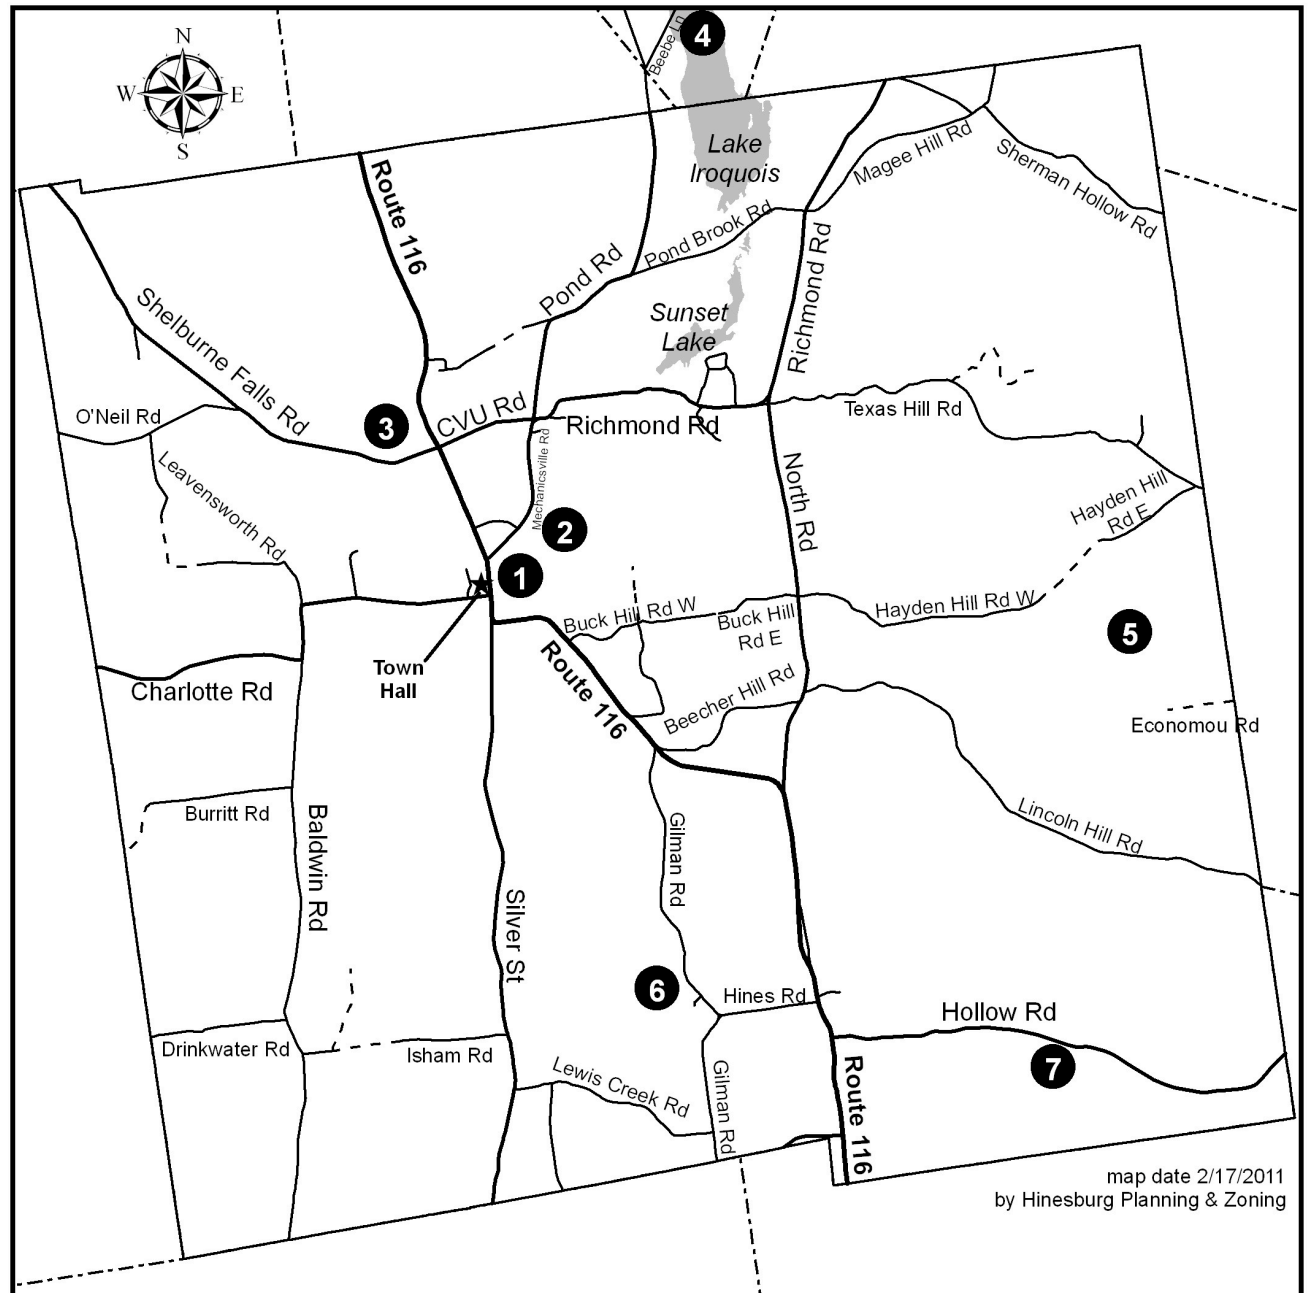 N
W
E
S
4
Beebe Ln
Lake
Iroquois
Magee Hill Rd
Sherman Hollow Rd
Route 116
Pond Brook Rd
Pond Rd
Richmond Rd
Sunset
Lake
Shelburne Falls Rd
O'Neil Rd
3
CVU Rd
Richmond Rd
Texas Hill Rd
Leavensworth Rd
Mechanicsville Rd
2
North Rd
Hayden Hill
Rd E
1
Buck Hill Rd W
Buck Hill
Rd E
Hayden Hill Rd W
5
Town
Hall
Charlotte Rd
Route 116
Beecher Hill Rd
Economou Rd
Burritt Rd
Baldwin Rd
Gilman Rd
Lincoln Hill Rd
Silver St
6
Hines Rd
Hollow Rd
Drinkwater Rd
Isham Rd
7
Lewis Creek Rd
Gilman Rd
Route 116
map date 2/17/2011
by Hinesburg Planning & Zoning